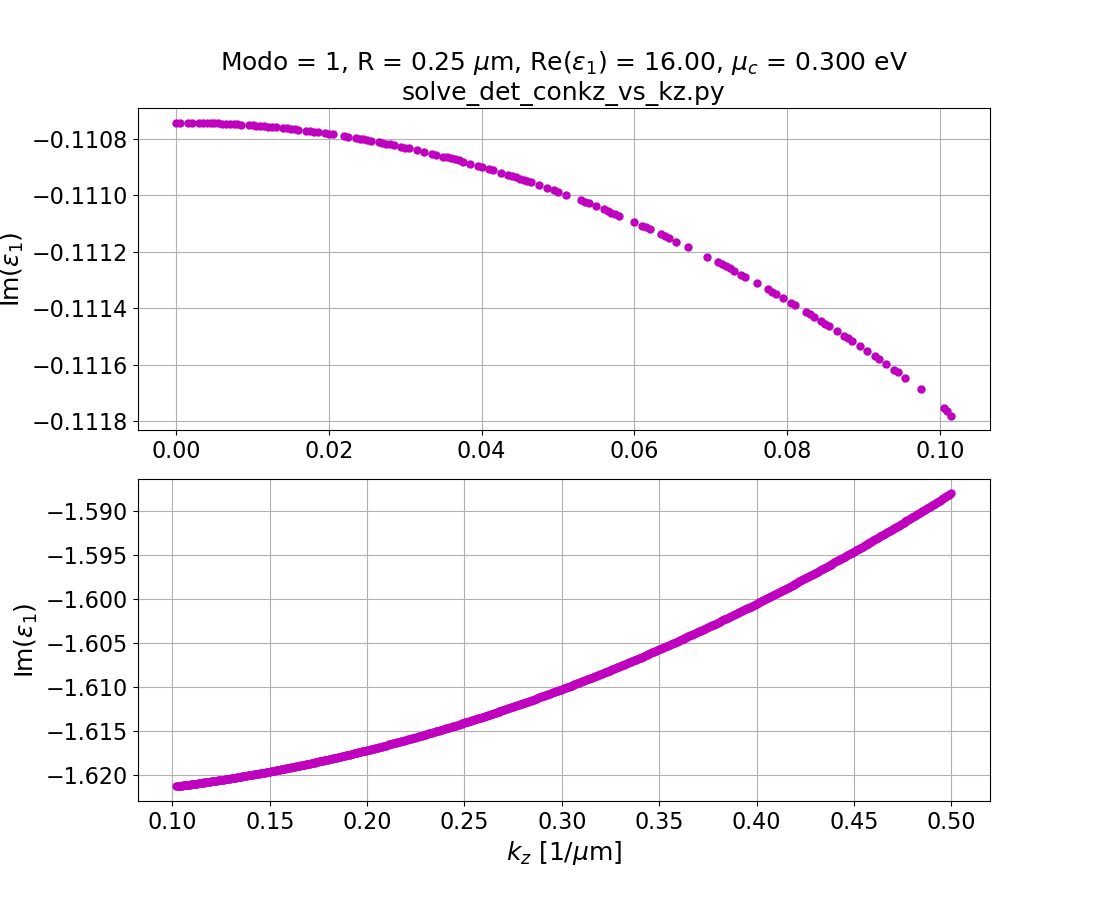 Modo = 1, R = 0.25 μm, Re(ε₁) = 16.00, μ_c = 0.300 eV
solve_det_conkz_vs_kz.py
Im(ε₁)
−0.1108
−0.1110
−0.1112
−0.1114
−0.1116
−0.1118
0.00 0.02 0.04 0.06 0.08 0.10
Im(ε₁)
−1.590
−1.595
−1.600
−1.605
−1.610
−1.615
−1.620
0.10 0.15 0.20 0.25 0.30 0.35 0.40 0.45 0.50
k_z [1/μm]